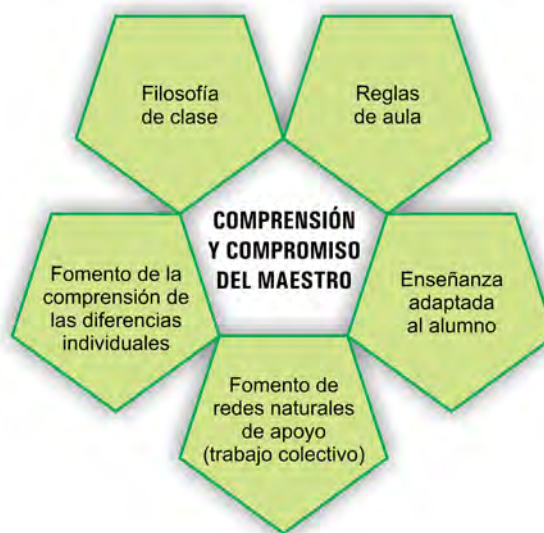 Filosofía
de clase
Reglas
de aula
COMPRENSIÓN
Y COMPROMISO
DEL MAESTRO
Fomento de la
comprensión de
las diferencias
individuales
Enseñanza
adaptada
al alumno
Fomento de
redes naturales
de apoyo
(trabajo colectivo)